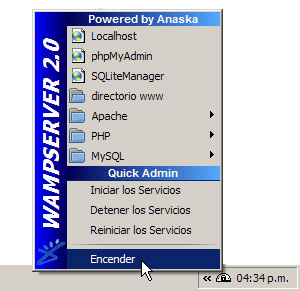 Powered by Anaska
Localhost
phpMyAdmin
SQLiteManager
directorio www
Apache
PHP
MySQL
Quick Admin
Iniciar los Servicios
Detener los Servicios
Reiniciar los Servicios
Encender
WAMPSERVER 2.0
« 04:34 p.m.